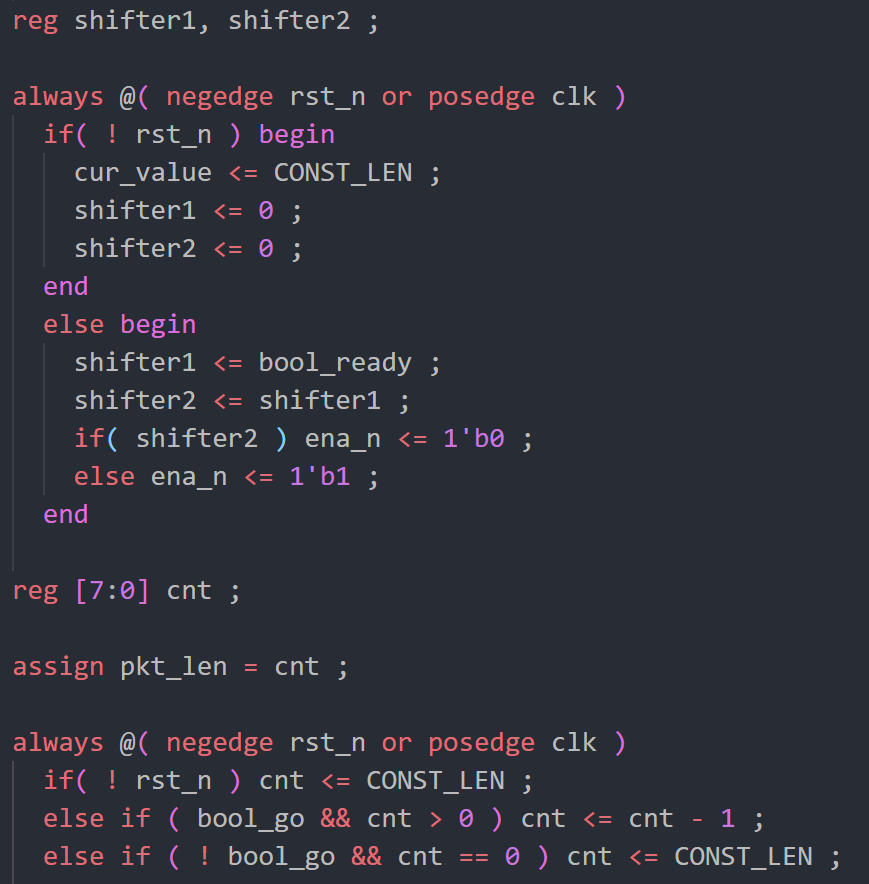 reg shifter1, shifter2 ;
always @( negedge rst_n or posedge clk )
if( ! rst_n ) begin
cur_value <= CONST_LEN ;
shifter1 <= 0 ;
shifter2 <= 0 ;
end
else begin
shifter1 <= bool_ready ;
shifter2 <= shifter1 ;
if( shifter2 ) ena_n <= 1'b0 ;
else ena_n <= 1'b1 ;
end
reg [7:0] cnt ;
assign pkt_len = cnt ;
always @( negedge rst_n or posedge clk )
if( ! rst_n ) cnt <= CONST_LEN ;
else if ( bool_go && cnt > 0 ) cnt <= cnt - 1 ;
else if ( ! bool_go && cnt == 0 ) cnt <= CONST_LEN ;